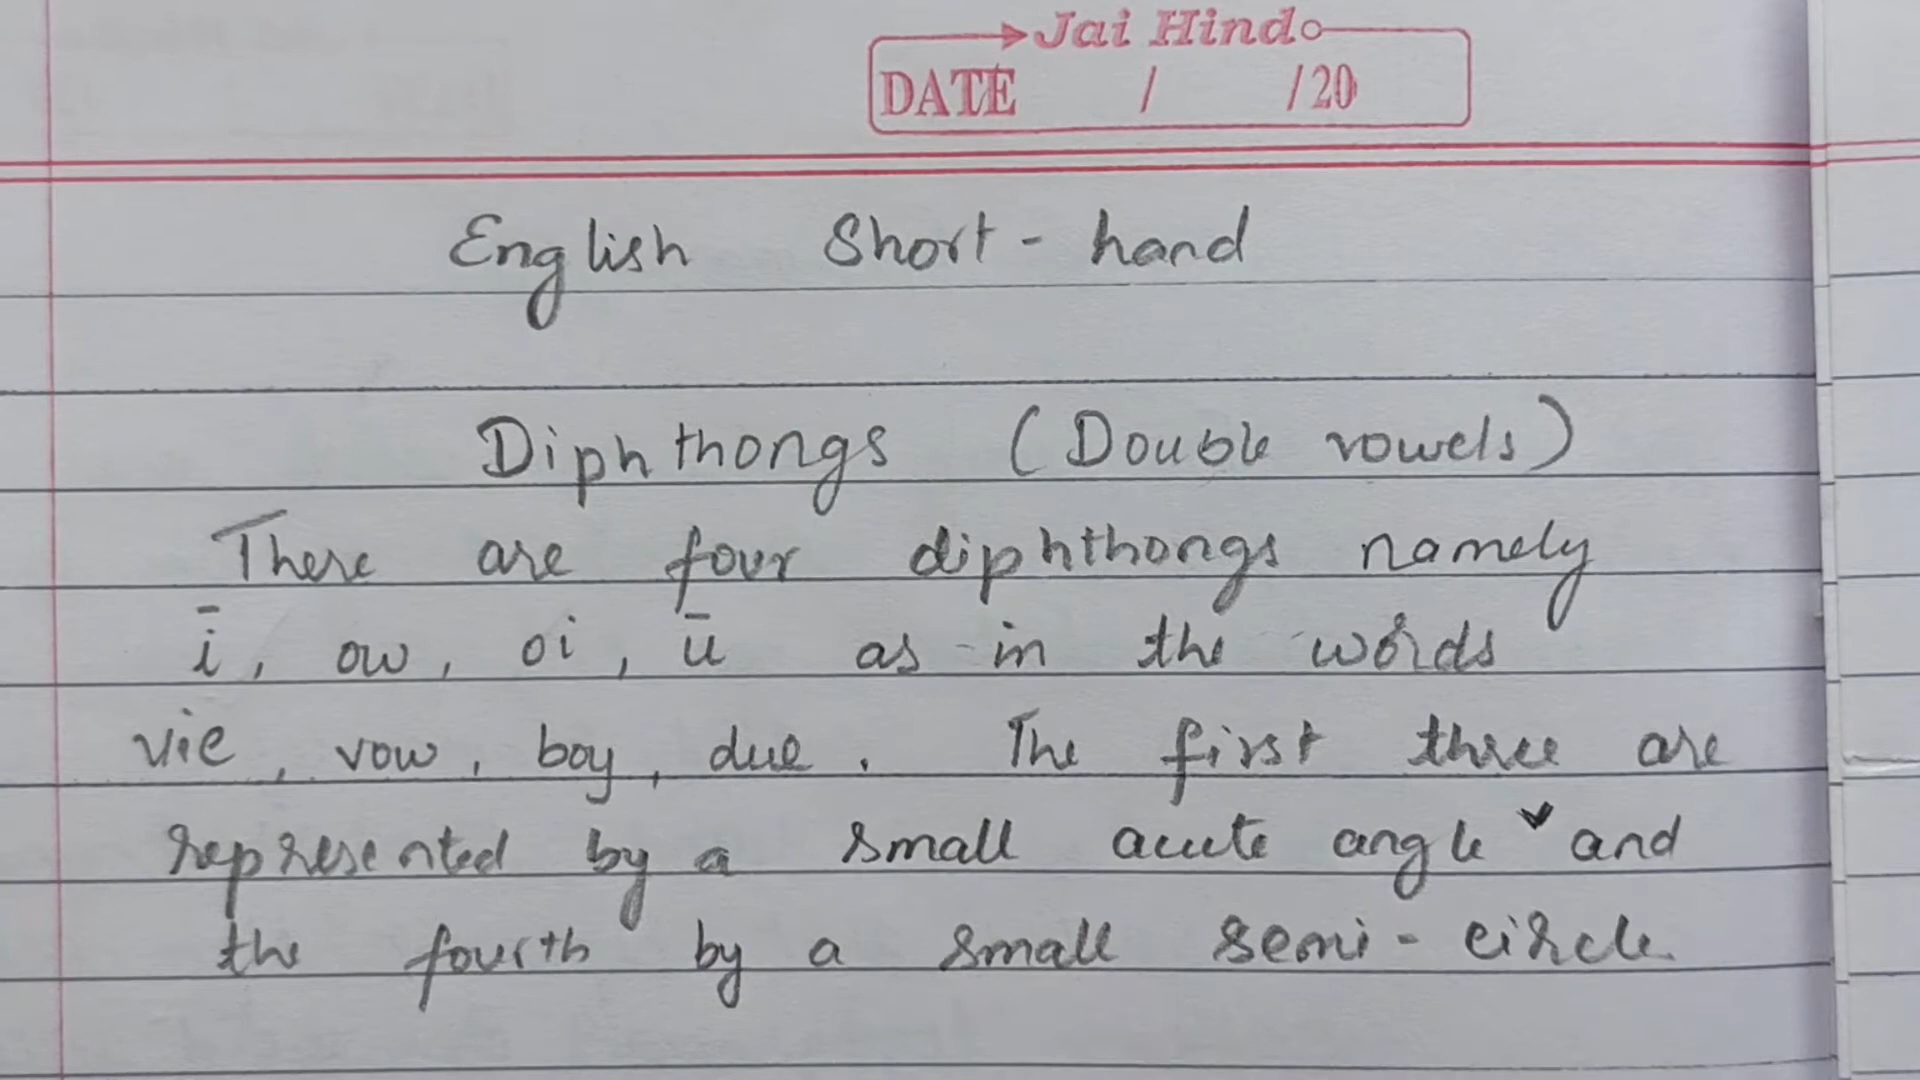 Jai Hind
DATE / /20
English Short-hand
Diphthongs (Double vowels)
There are four diphthongs namely
ī, ow, oi, ū as in the words
vie, vow, boy, due. The first three are
represented by a small acute angle ˅ and
the fourth by a small semi-circle.